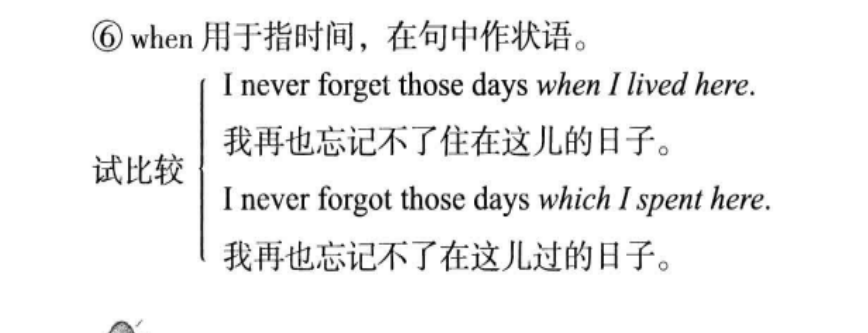 ⑥ when 用于指时间，在句中作状语。
I never forget those days when I lived here.
我再也忘记不了住在这儿的日子。
试比较
I never forgot those days which I spent here.
我再也忘记不了在这儿过的日子。